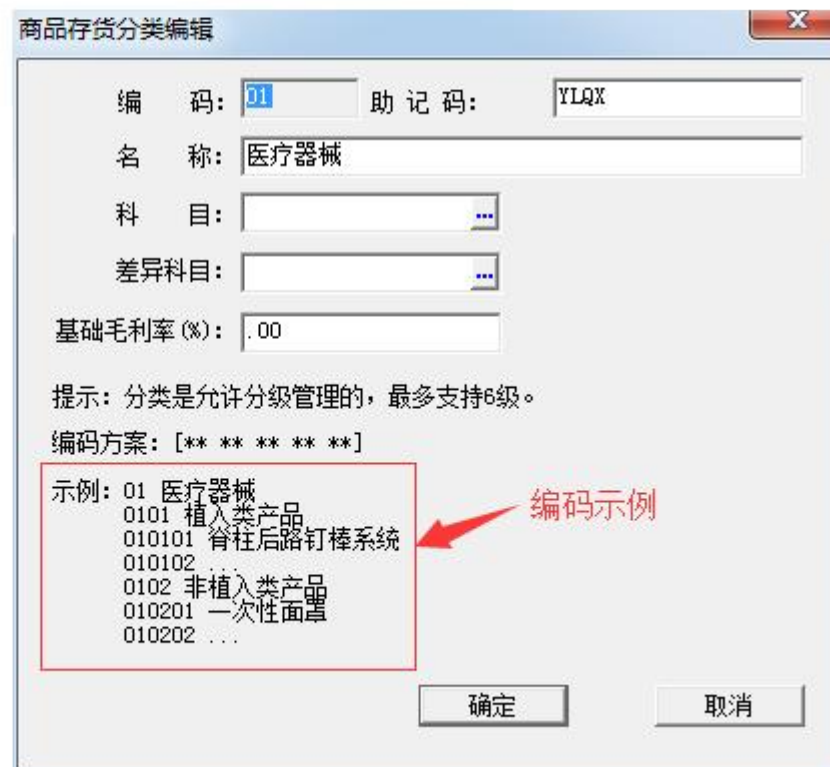 商品存货分类编辑
X
编 码: 01 助 记 码: YLQX
名 称: 医疗器械
科 目: ...
差异科目: ...
基础毛利率(%): .00
提示: 分类是允许分级管理的，最多支持6级。
编码方案: [** ** ** ** **]
示例: 01 医疗器械
0101 植入类产品
010101 脊柱后路钉棒系统
010102 ...
0102 非植入类产品
010201 一次性面罩
010202 ...
编码示例
确定 取消